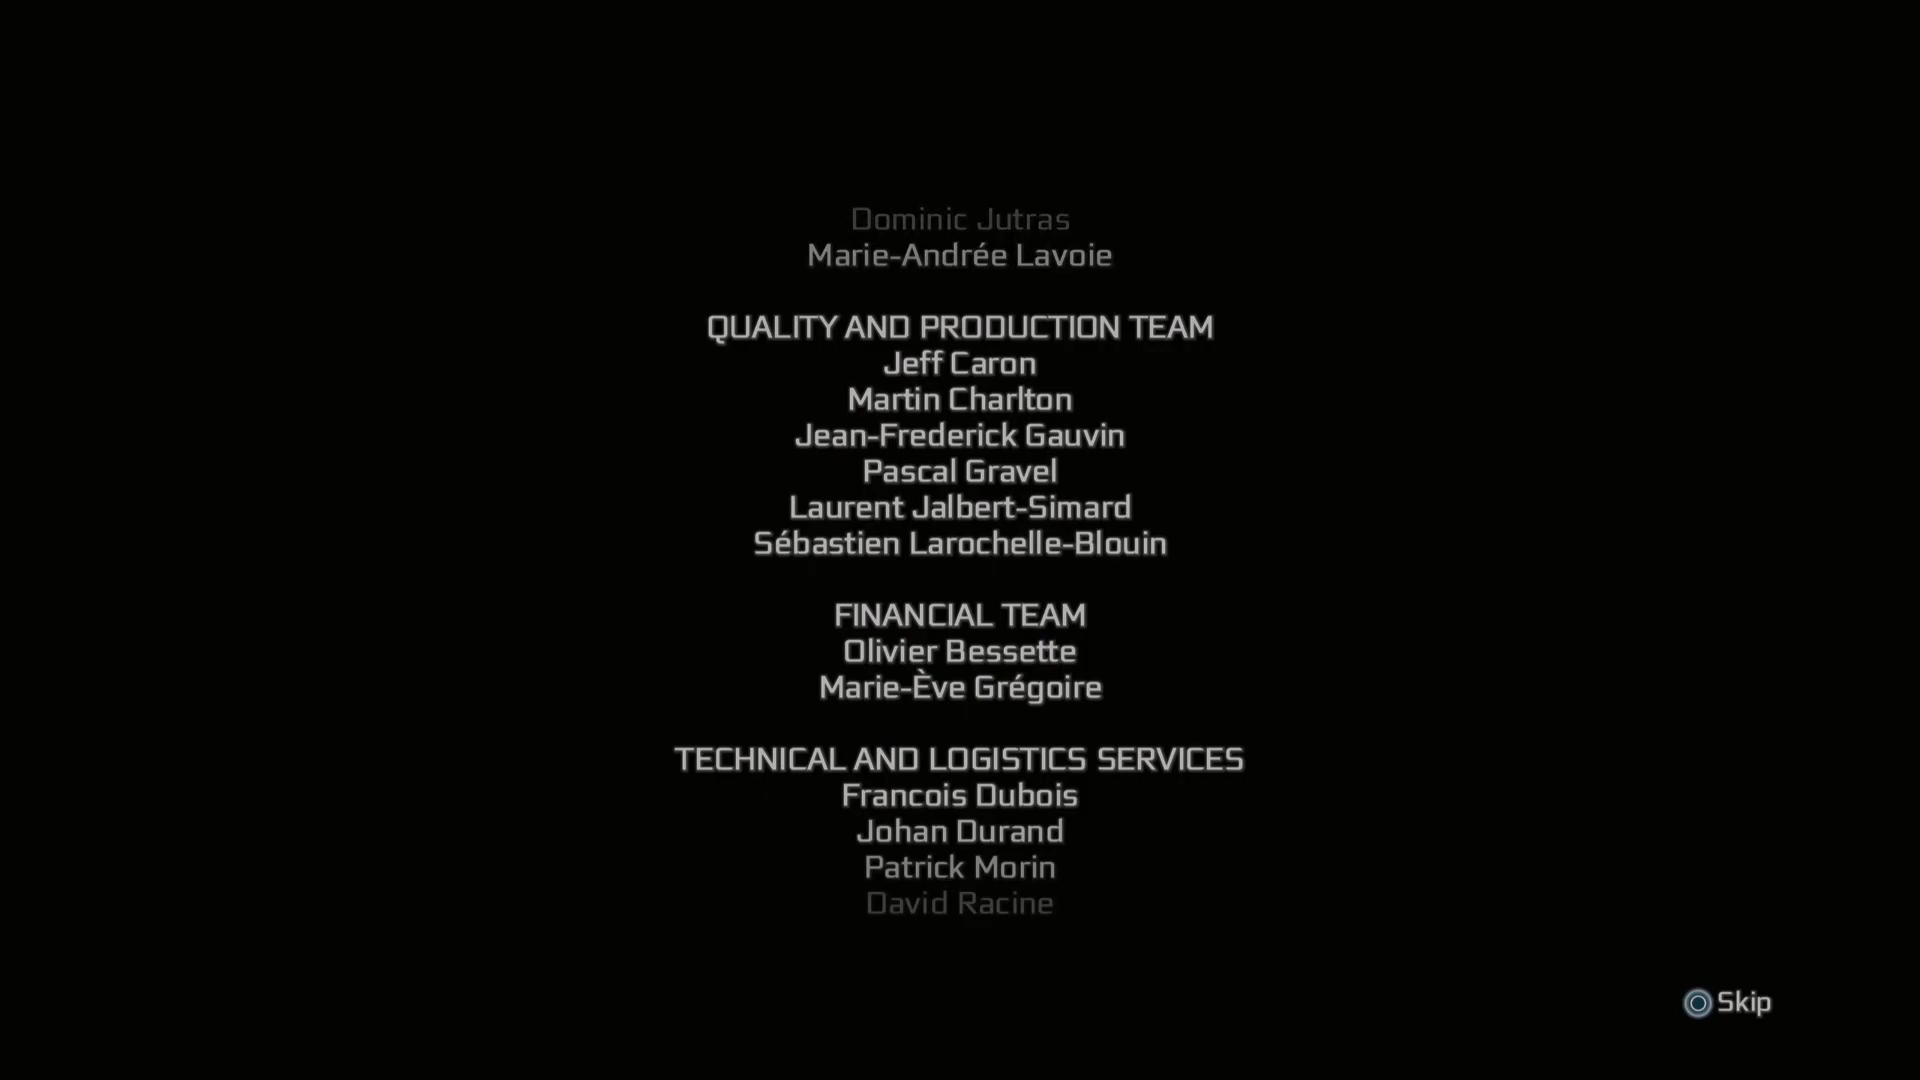 Dominic Jutras
Marie-Andrée Lavoie
QUALITY AND PRODUCTION TEAM
Jeff Caron
Martin Charlton
Jean-Frederick Gauvin
Pascal Gravel
Laurent Jalbert-Simard
Sébastien Larochelle-Blouin
FINANCIAL TEAM
Olivier Bessette
Marie-Ève Grégoire
TECHNICAL AND LOGISTICS SERVICES
Francois Dubois
Johan Durand
Patrick Morin
David Racine
Skip